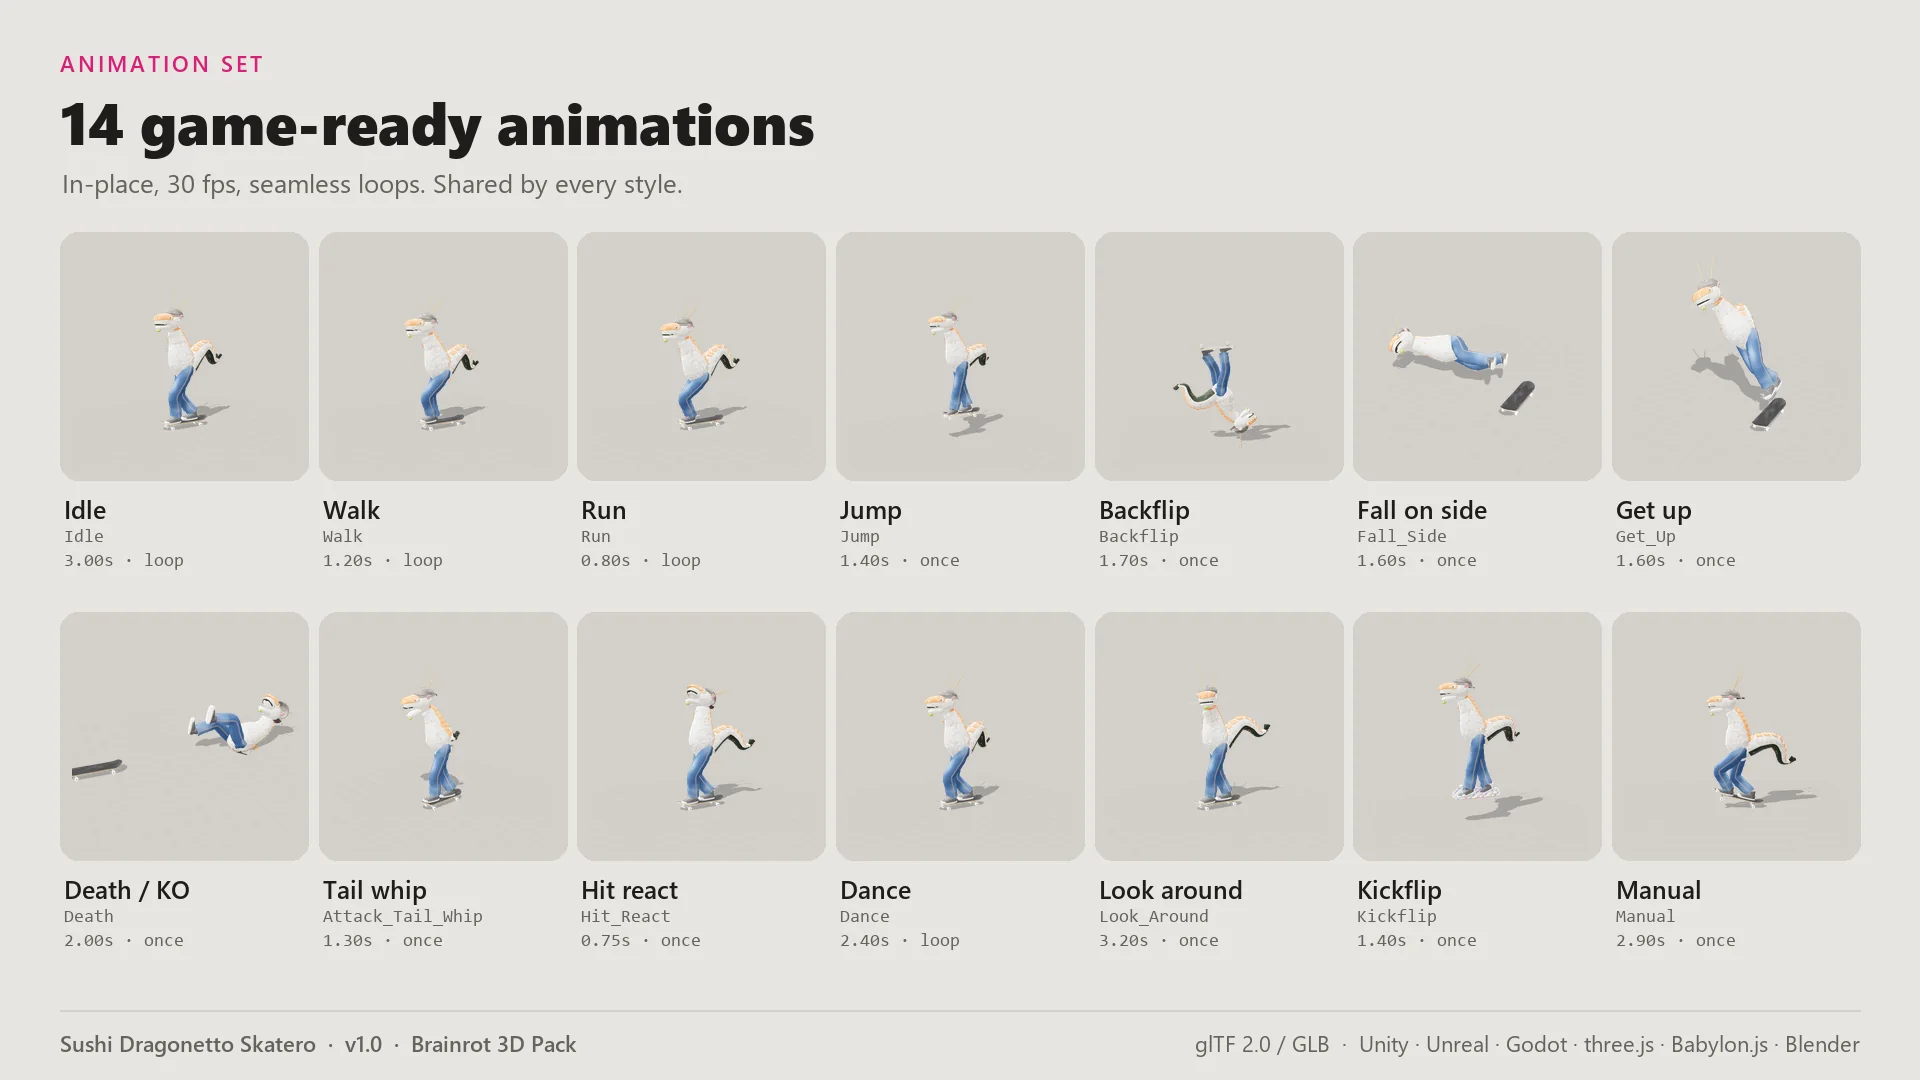 ANIMATION SET
14 game-ready animations
In-place, 30 fps, seamless loops. Shared by every style.
Idle
Idle
3.00s · loop
Walk
Walk
1.20s · loop
Run
Run
0.80s · loop
Jump
Jump
1.40s · once
Backflip
Backflip
1.70s · once
Fall on side
Fall_Side
1.60s · once
Get up
Get_Up
1.60s · once
Death / KO
Death
2.00s · once
Tail whip
Attack_Tail_Whip
1.30s · once
Hit react
Hit_React
0.75s · once
Dance
Dance
2.40s · loop
Look around
Look_Around
3.20s · once
Kickflip
Kickflip
1.40s · once
Manual
Manual
2.90s · once
Sushi Dragonetto Skatero · v1.0 · Brainrot 3D Pack
glTF 2.0 / GLB · Unity · Unreal · Godot · three.js · Babylon.js · Blender